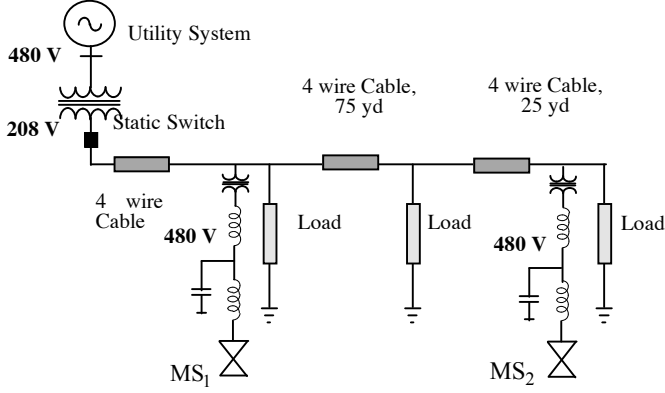 Utility System
480 V
4 wire Cable,
75 yd
4 wire Cable,
25 yd
208 V
Static Switch
4 wire
Cable
480 V
Load
Load
480 V
Load
MS1
MS2